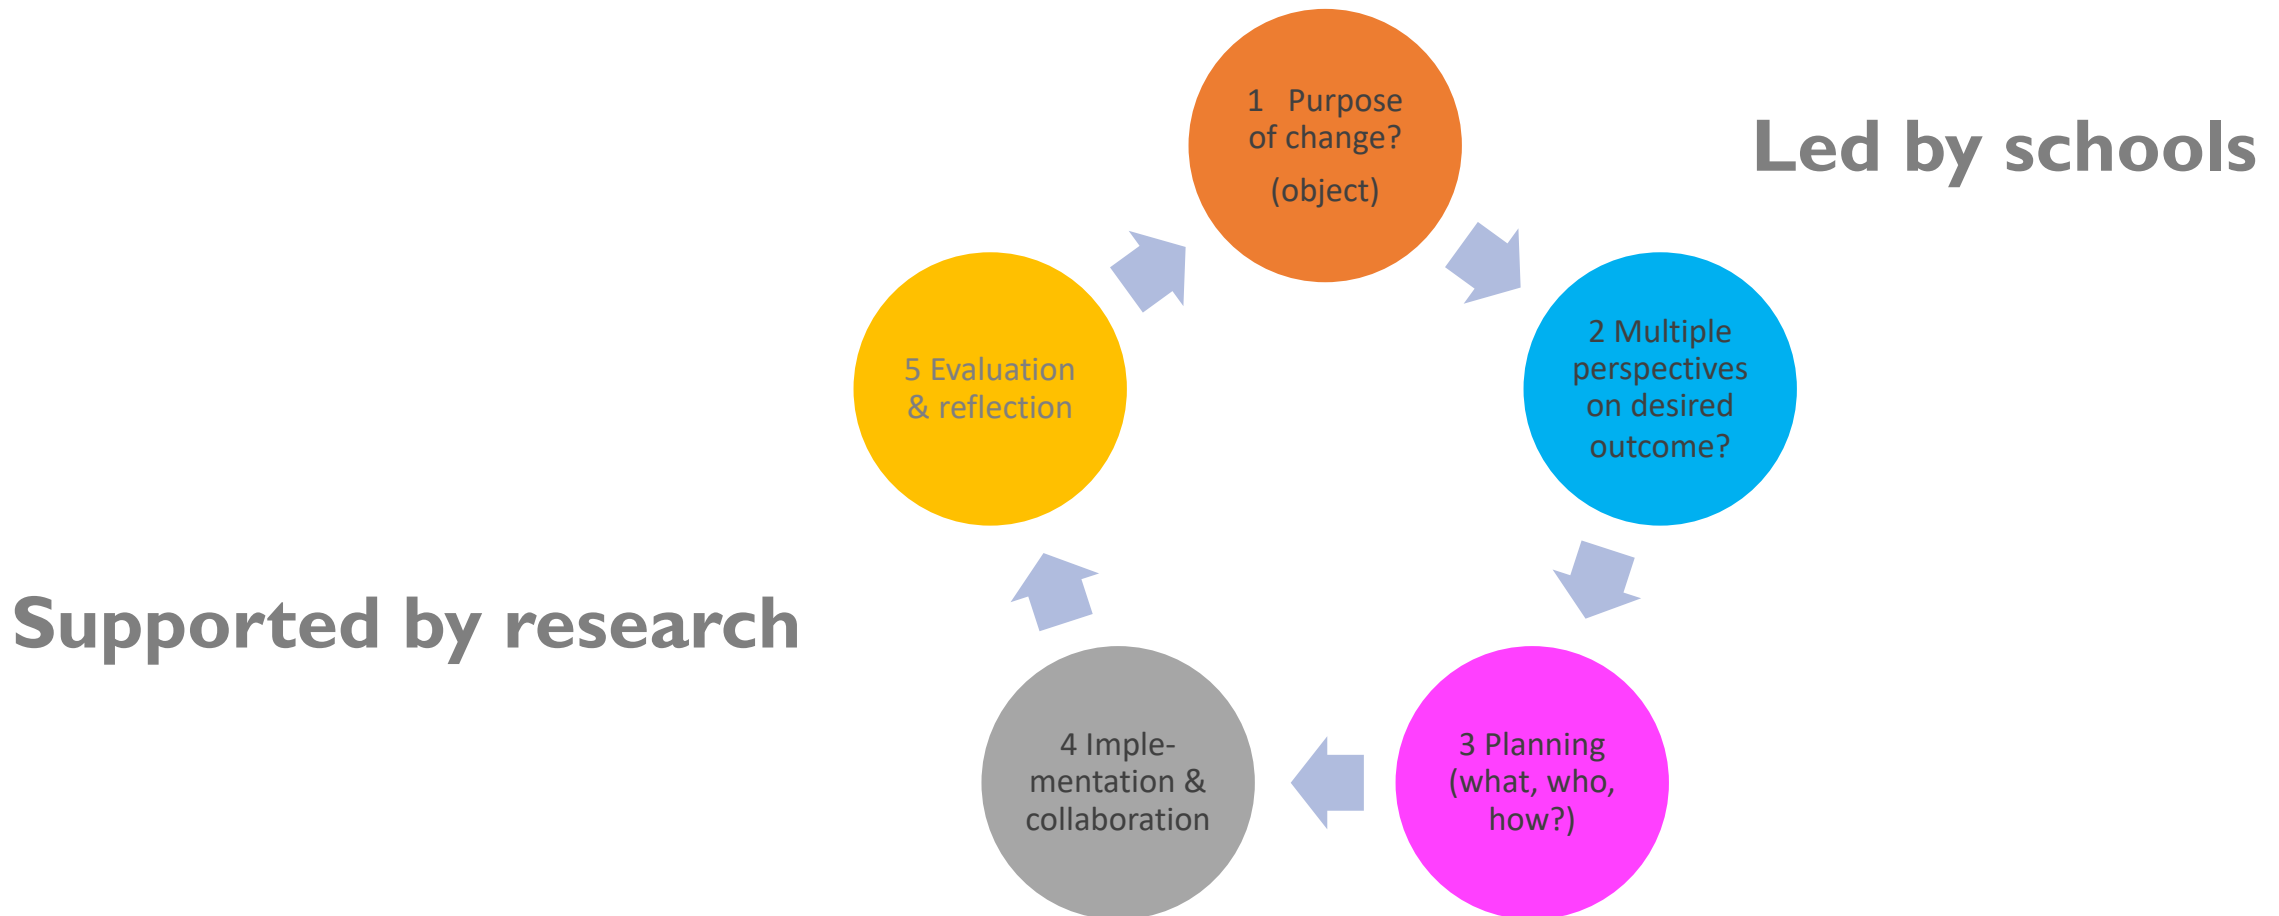 1 Purpose
of change?
(object)
Led by schools
2 Multiple
perspectives
on desired
outcome?
3 Planning
(what, who,
how?)
4 Imple-
mentation &
collaboration
5 Evaluation
& reflection
Supported by research